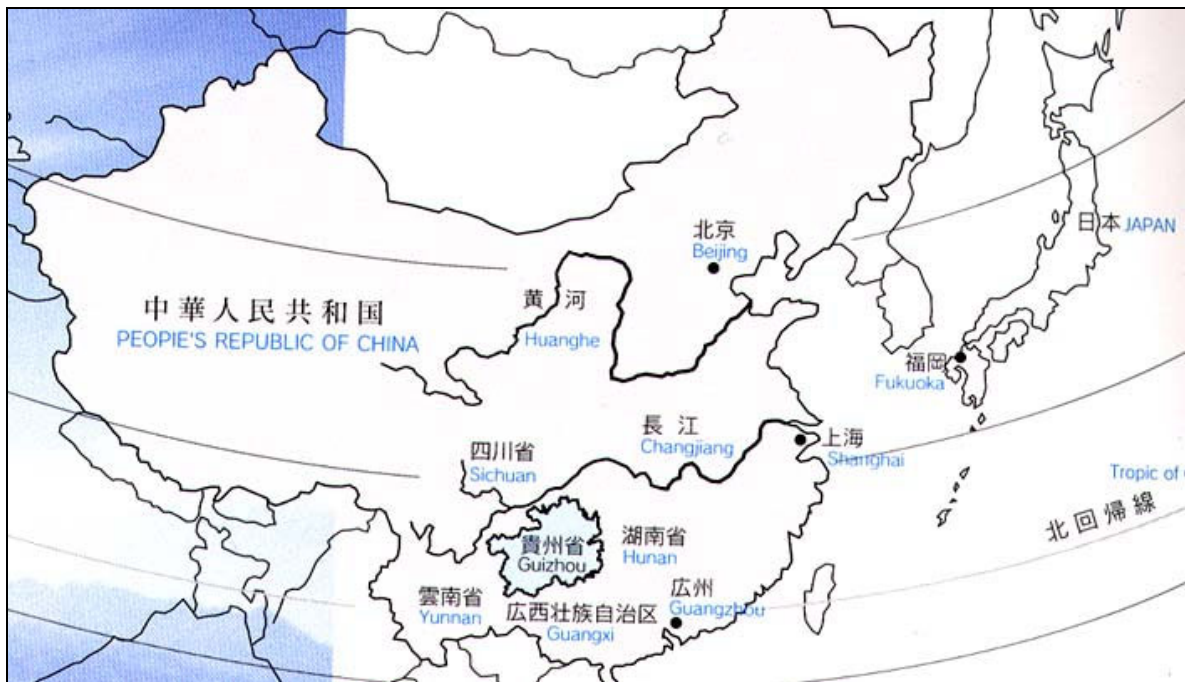 北京
Beijing
日本 JAPAN
黄河
Huanghe
中華人民共和国
PEOPIE'S REPUBLIC OF CHINA
福岡
Fukuoka
長江
Changjiang
上海
Shanghai
四川省
Sichuan
Tropic of
北回帰線
貴州省
Guizhou
湖南省
Hunan
雲南省
Yunnan
広西壮族自治区
Guangxi
広州
Guangzhou